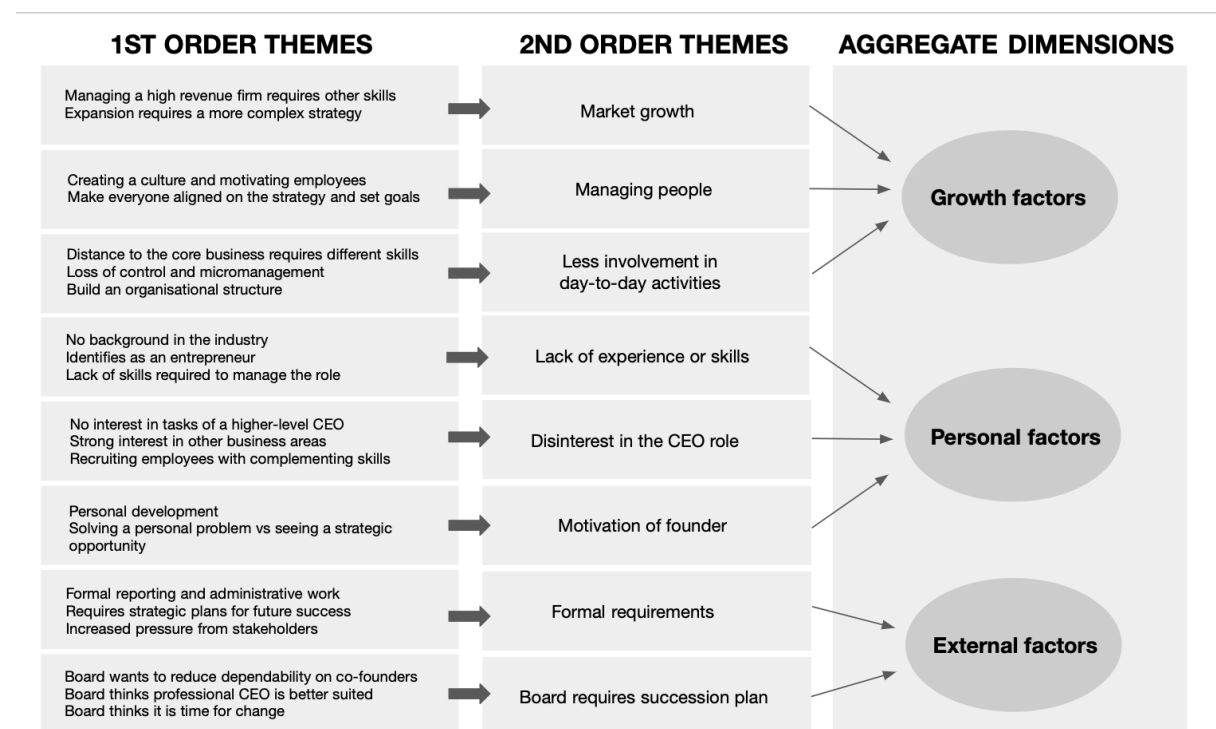 1ST ORDER THEMES
2ND ORDER THEMES
AGGREGATE DIMENSIONS
Managing a high revenue firm requires other skills
Expansion requires a more complex strategy
Market growth
Creating a culture and motivating employees
Make everyone aligned on the strategy and set goals
Managing people
Growth factors
Distance to the core business requires different skills
Loss of control and micromanagement
Build an organisational structure
Less involvement in
day-to-day activities
No background in the industry
Identifies as an entrepreneur
Lack of skills required to manage the role
Lack of experience or skills
No interest in tasks of a higher-level CEO
Strong interest in other business areas
Recruiting employees with complementing skills
Disinterest in the CEO role
Personal factors
Personal development
Solving a personal problem vs seeing a strategic
opportunity
Motivation of founder
Formal reporting and administrative work
Requires strategic plans for future success
Increased pressure from stakeholders
Formal requirements
External factors
Board wants to reduce dependability on co-founders
Board thinks professional CEO is better suited
Board thinks it is time for change
Board requires succession plan